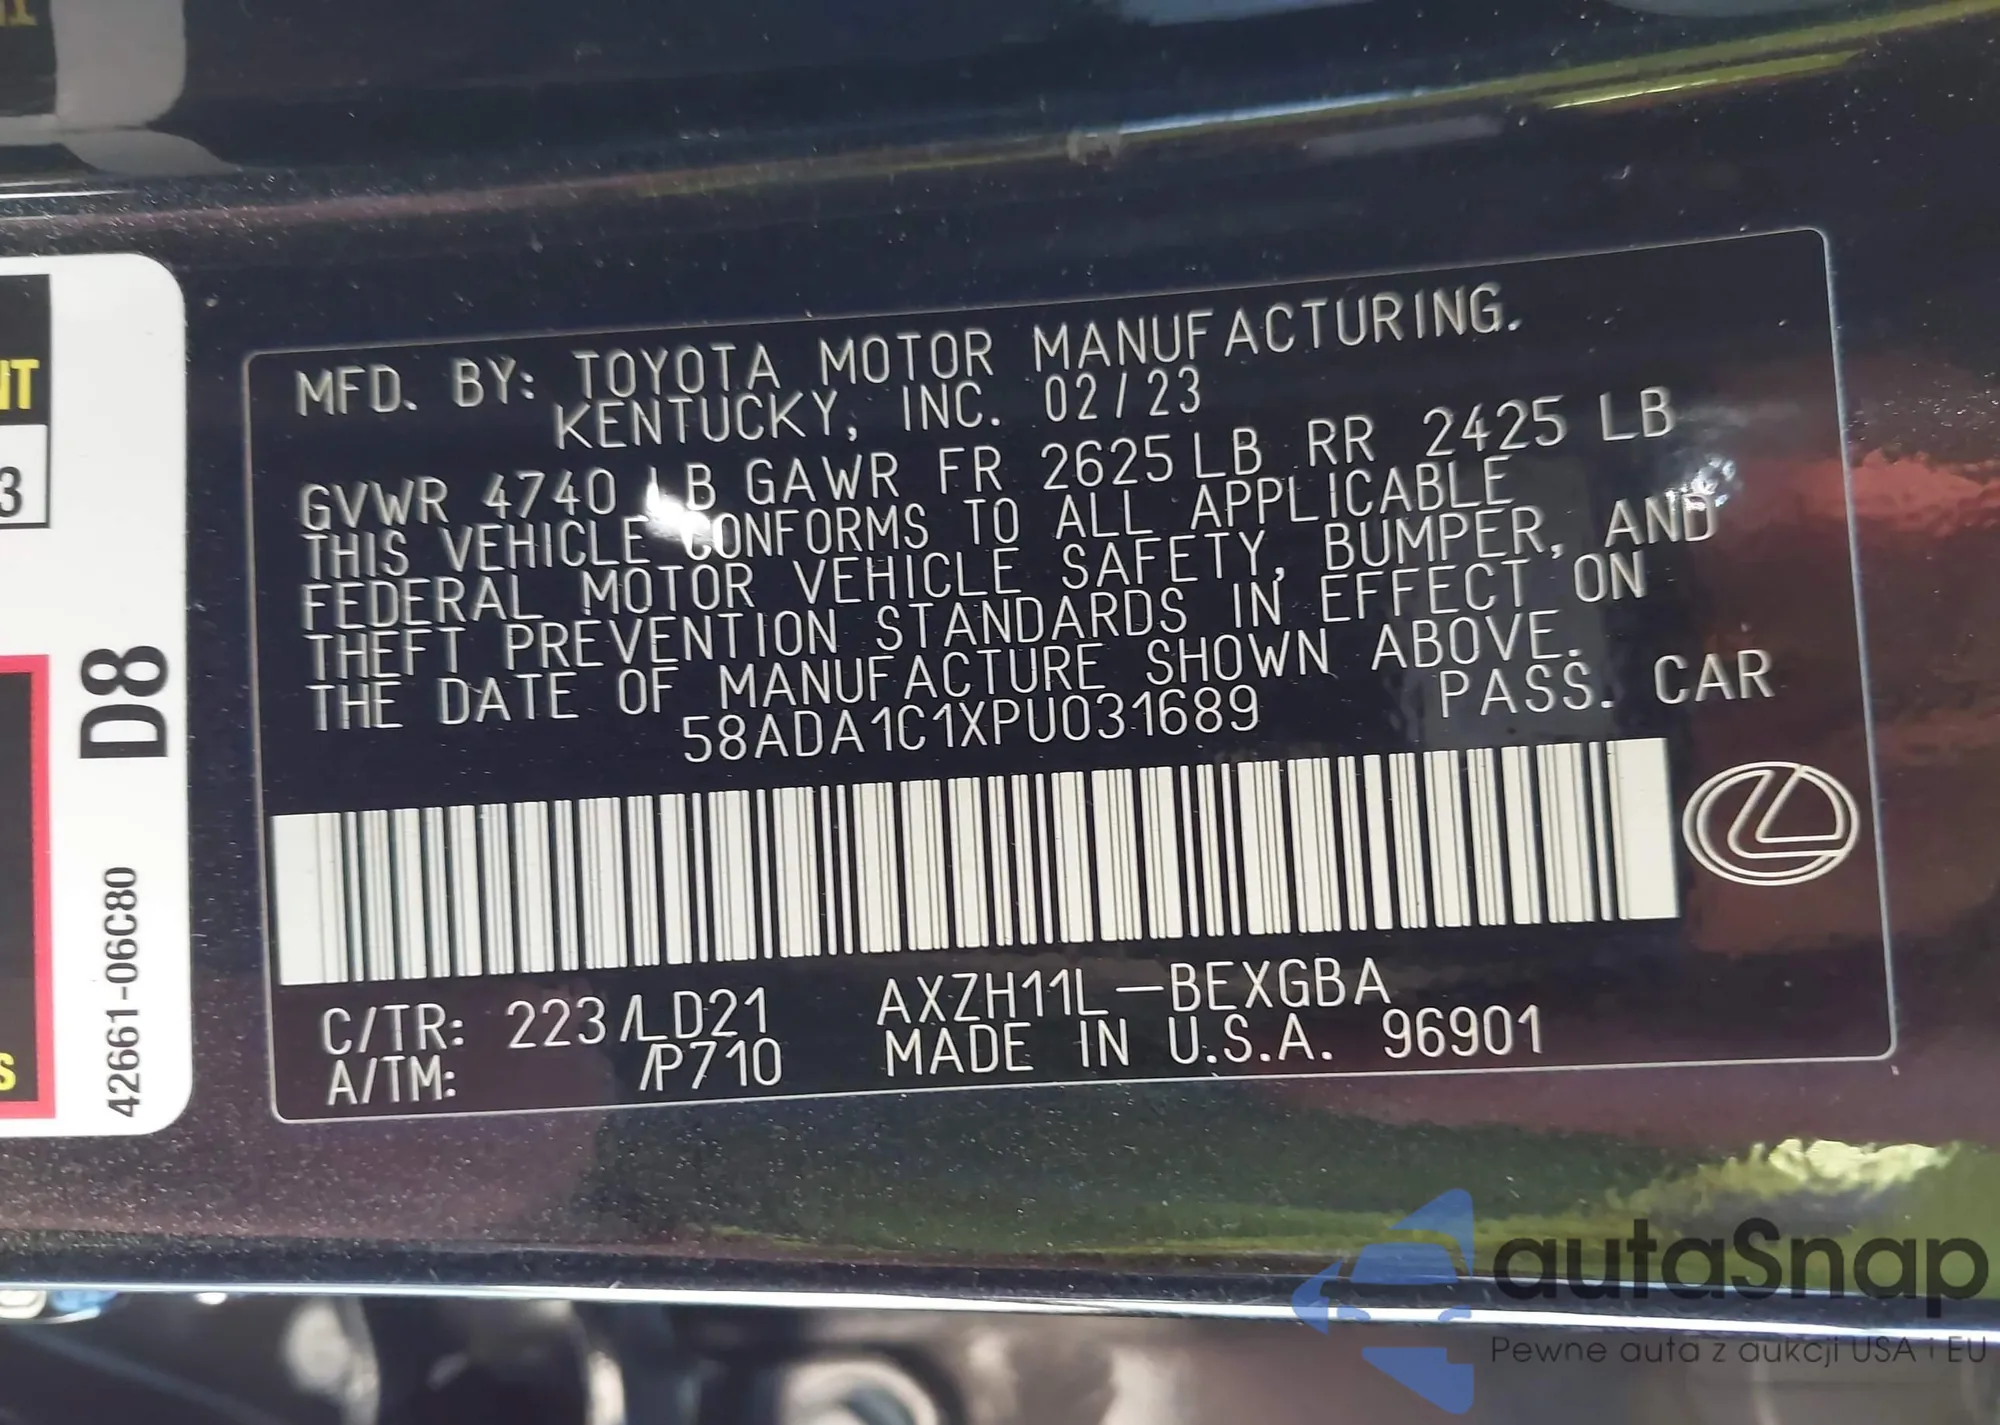 NT
3
D8
42661-06C80
S
MFD. BY: TOYOTA MOTOR MANUFACTURING.
KENTUCKY, INC. 02/23
GVWR 4740 LB GAWR FR 2625 LB RR 2425 LB
THIS VEHICLE CONFORMS TO ALL APPLICABLE
FEDERAL MOTOR VEHICLE SAFETY, BUMPER, AND
THEFT PREVENTION STANDARDS IN EFFECT ON
THE DATE OF MANUFACTURE SHOWN ABOVE.
58ADA1C1XPU031689 PASS. CAR
C/TR: 223/LD21 AXZH11L-BEXGBA
A/TM: /P710 MADE IN U.S.A. 96901
autaSnap
Pewne auta z aukcji USA i EU